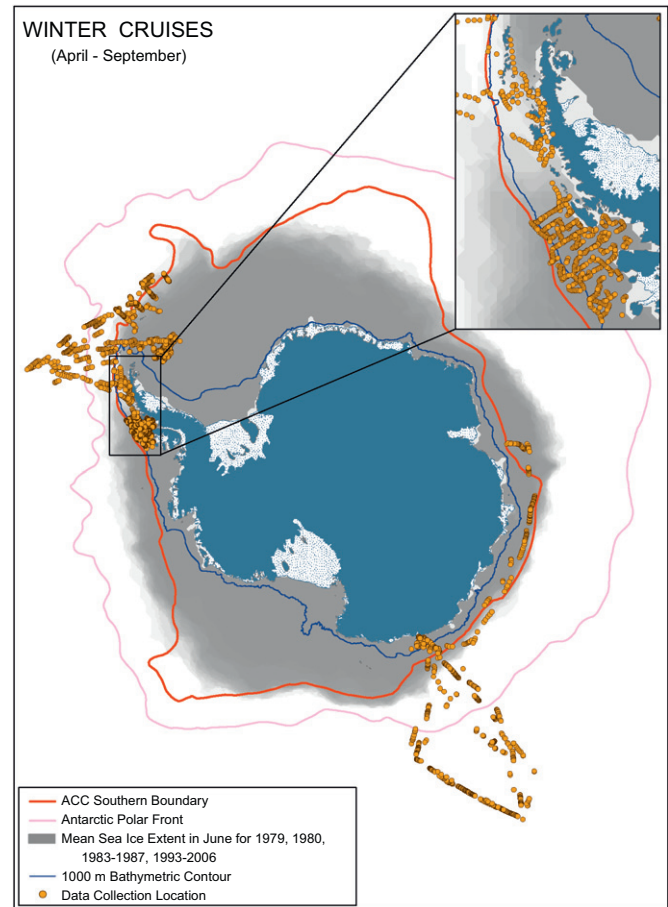 WINTER CRUISES
(April - September)
ACC Southern Boundary
Antarctic Polar Front
Mean Sea Ice Extent in June for 1979, 1980,
1983-1987, 1993-2006
1000 m Bathymetric Contour
Data Collection Location